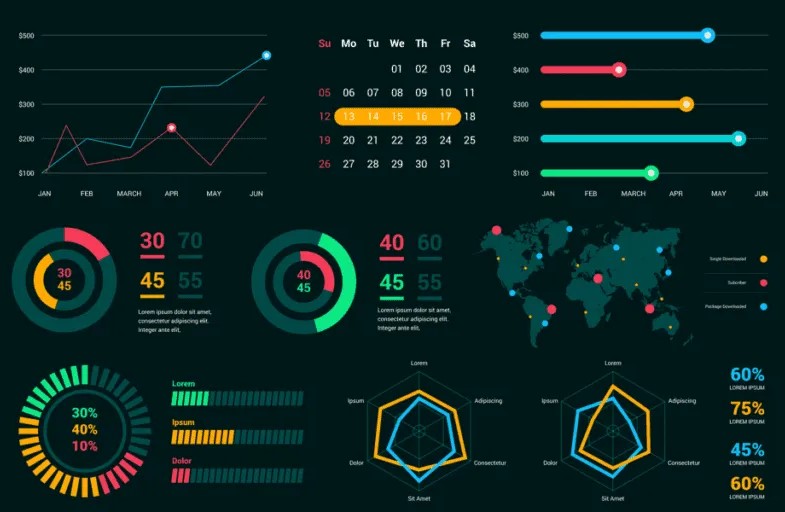 $500
$400
$300
$200
$100
JAN FEB MARCH APR MAY JUN
Su Mo Tu We Th Fr Sa
01 02 03 04
05 06 07 08 09 10 11
12 13 14 15 16 17 18
19 20 21 22 23 24 25
26 27 28 29 30 31
$500
$400
$300
$200
$100
JAN FEB MARCH APR MAY JUN
30
45
30 70
45 55
Lorem ipsum dolor sit amet,
consectetur adipiscing elit.
Integer ante elit,
40
45
40 60
45 55
Lorem ipsum dolor sit amet,
consectetur adipiscing elit.
Integer ante elit,
Single Downloaded
Package Downloaded
30%
40%
10%
Lorem
Ipsum
Dolor
Lorem
Ipsum Adipiscing
Dolor Consectetur
Sit Amet
Lorem
Ipsum Adipiscing
Dolor Consectetur
Sit Amet
60%
LOREM IPSUM
75%
LOREM IPSUM
45%
LOREM IPSUM
60%
LOREM IPSUM